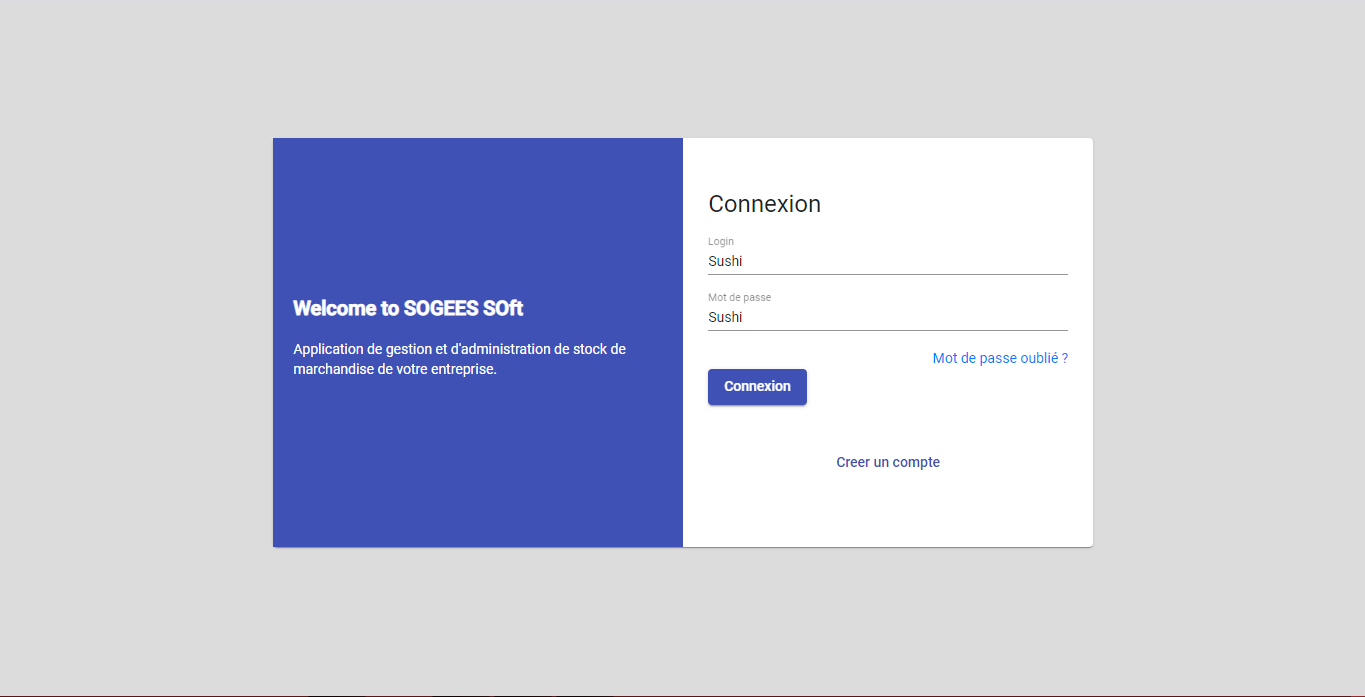 Welcome to SOGEES SOft
Application de gestion et d'administration de stock de
marchandise de votre entreprise.
Connexion
Login
Sushi
Mot de passe
Sushi
Mot de passe oublié ?
Connexion
Creer un compte